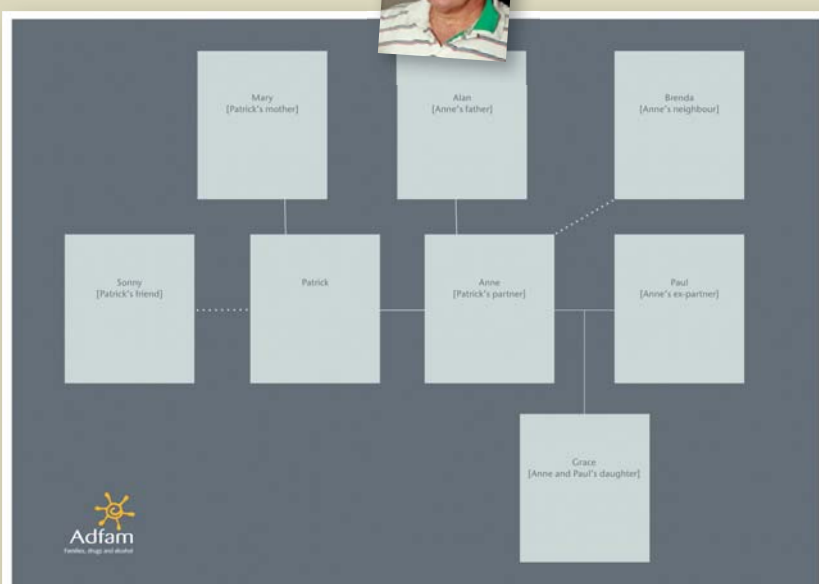 Mary
[Patrick's mother]
Alan
[Anne's father]
Brenda
[Anne's neighbour]
Sonny
[Patrick's friend]
Patrick
Anne
[Patrick's partner]
Paul
[Anne's ex-partner]
Grace
[Anne and Paul's daughter]
Adfam
Families, drugs and alcohol